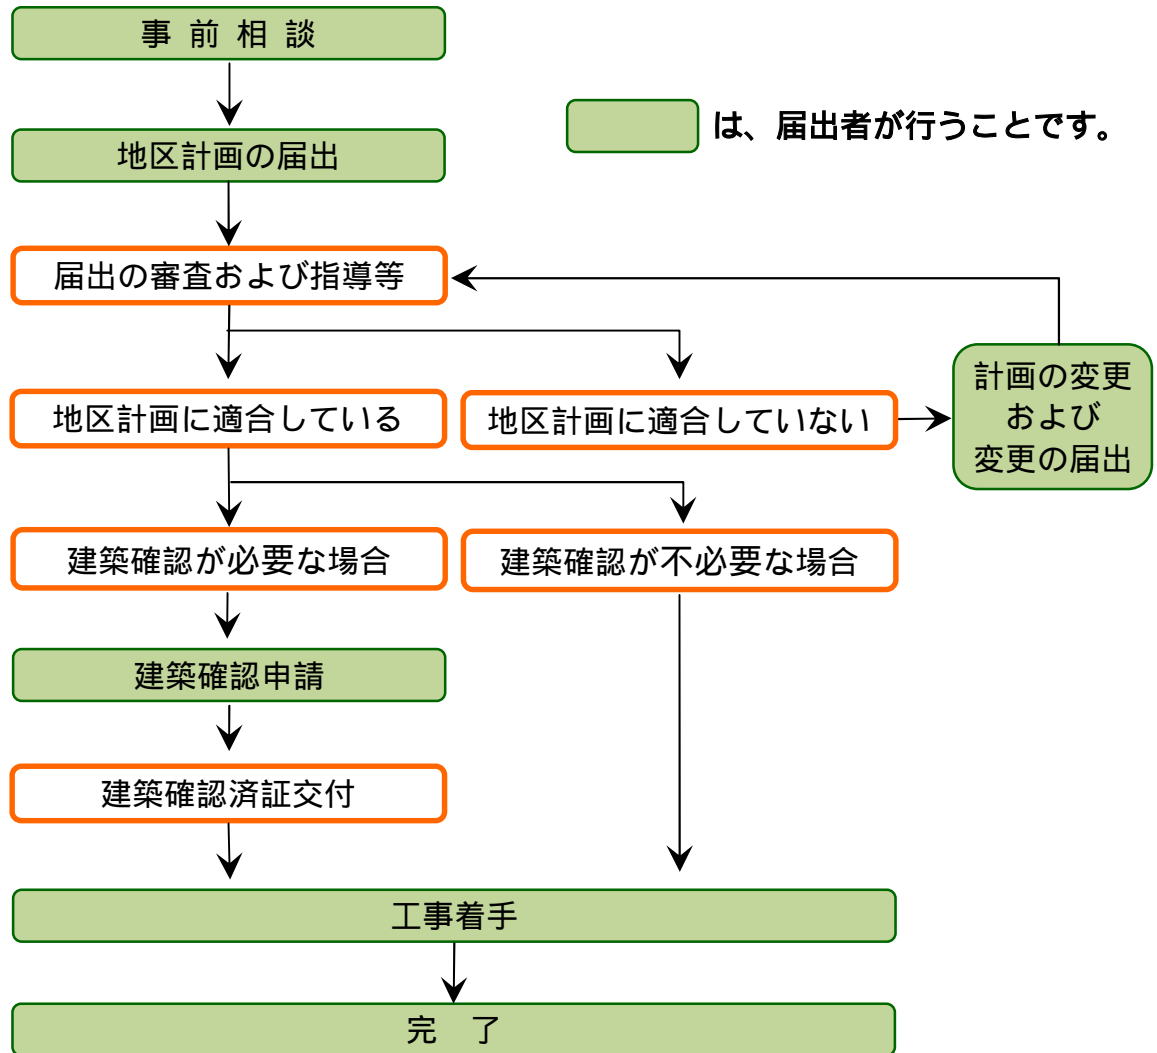 事 前 相 談
は、届出者が行うことです。
地区計画の届出
届出の審査および指導等
地区計画に適合している
地区計画に適合していない
計画の変更
および
変更の届出
建築確認が必要な場合
建築確認が不必要な場合
建築確認申請
建築確認済証交付
工事着手
完　了